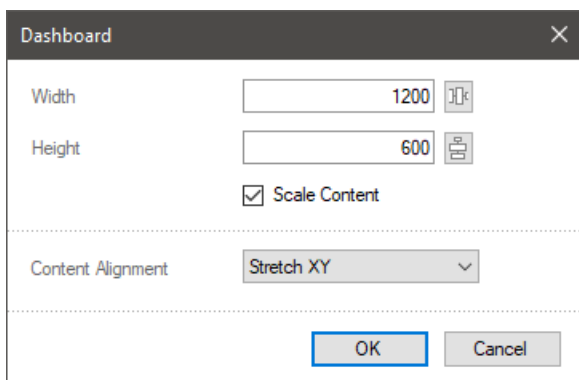 Dashboard
Width 1200
Height 600
Scale Content
Content Alignment Stretch XY
OK Cancel